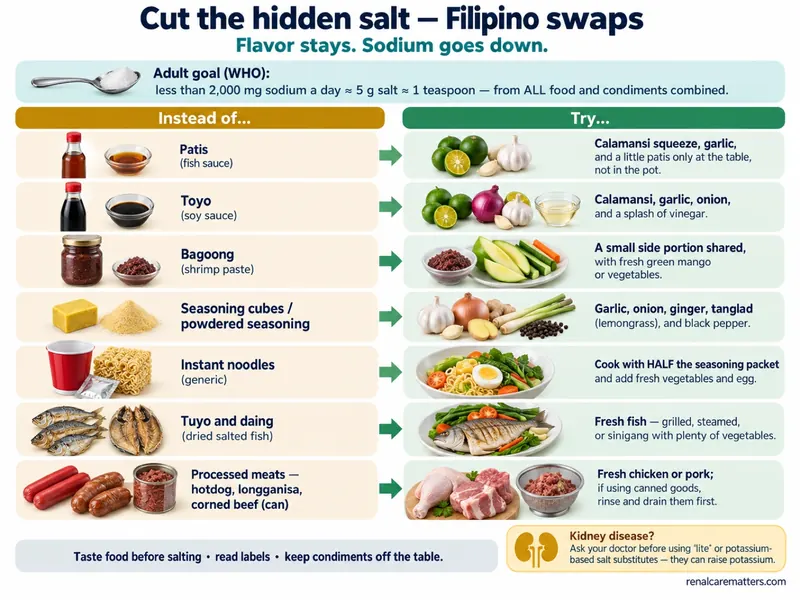 Cut the hidden salt – Filipino swaps
Flavor stays. Sodium goes down.
Adult goal (WHO):
less than 2,000 mg sodium a day ≈ 5 g salt ≈ 1 teaspoon — from ALL food and condiments combined.
Instead of...
Try...
Patis
(fish sauce)
Calamansi squeeze, garlic,
and a little patis only at the table,
not in the pot.
Toyo
(soy sauce)
Calamansi, garlic, onion,
and a splash of vinegar.
Bagoong
(shrimp paste)
A small side portion shared,
with fresh green mango
or vegetables.
Seasoning cubes /
powdered seasoning
Garlic, onion, ginger, tanglad
(lemongrass), and black pepper.
Instant noodles
(generic)
Cook with HALF the seasoning packet
and add fresh vegetables and egg.
Tuyo and daing
(dried salted fish)
Fresh fish — grilled, steamed,
or sinigang with plenty of vegetables.
Processed meats —
hotdog, longganisa,
corned beef (can)
Fresh chicken or pork;
if using canned goods,
rinse and drain them first.
Taste food before salting • read labels • keep condiments off the table.
Kidney disease?
Ask your doctor before using "lite" or potassium-
based salt substitutes — they can raise potassium.
renalcarematters.com